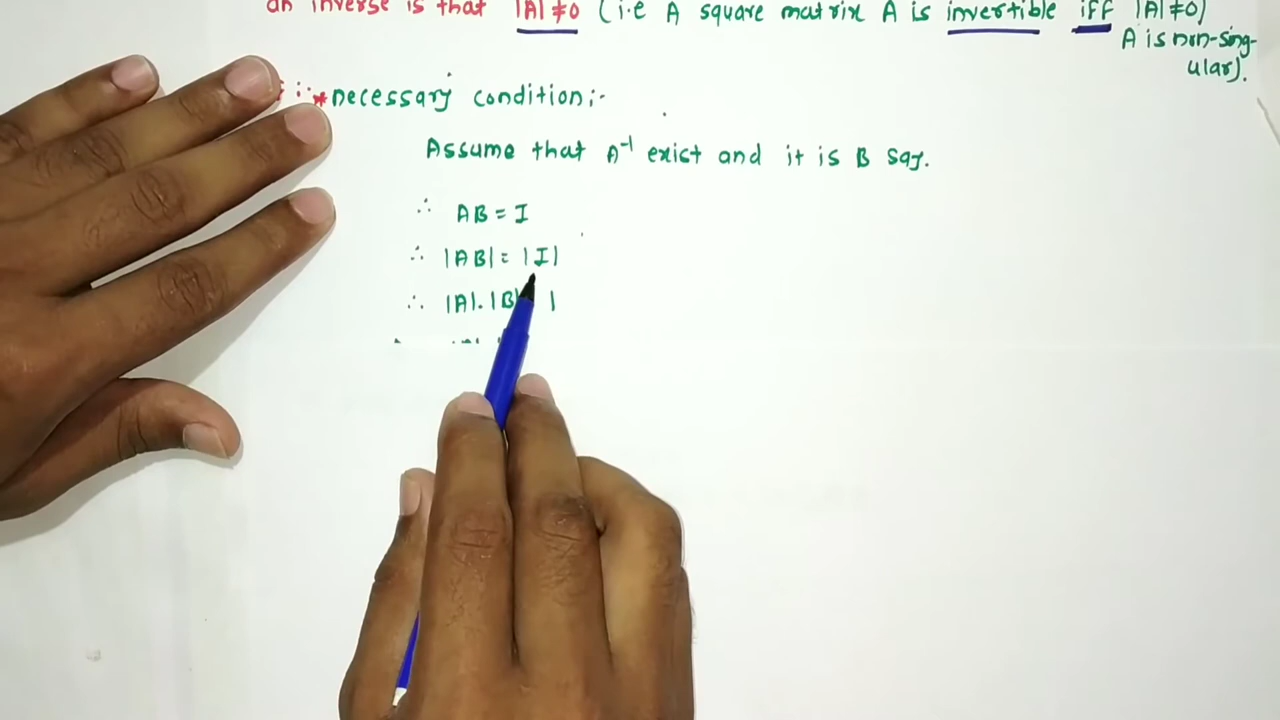 an inverse is that |A|≠0 (i.e A square matrix A is invertible iff |A|≠0)
A is non-sing-
ular).
* necessary condition:-
Assume that A⁻¹ exist and it is B say.
∴ AB = I
∴ |AB| = |I|
∴ |A|.|B| 1